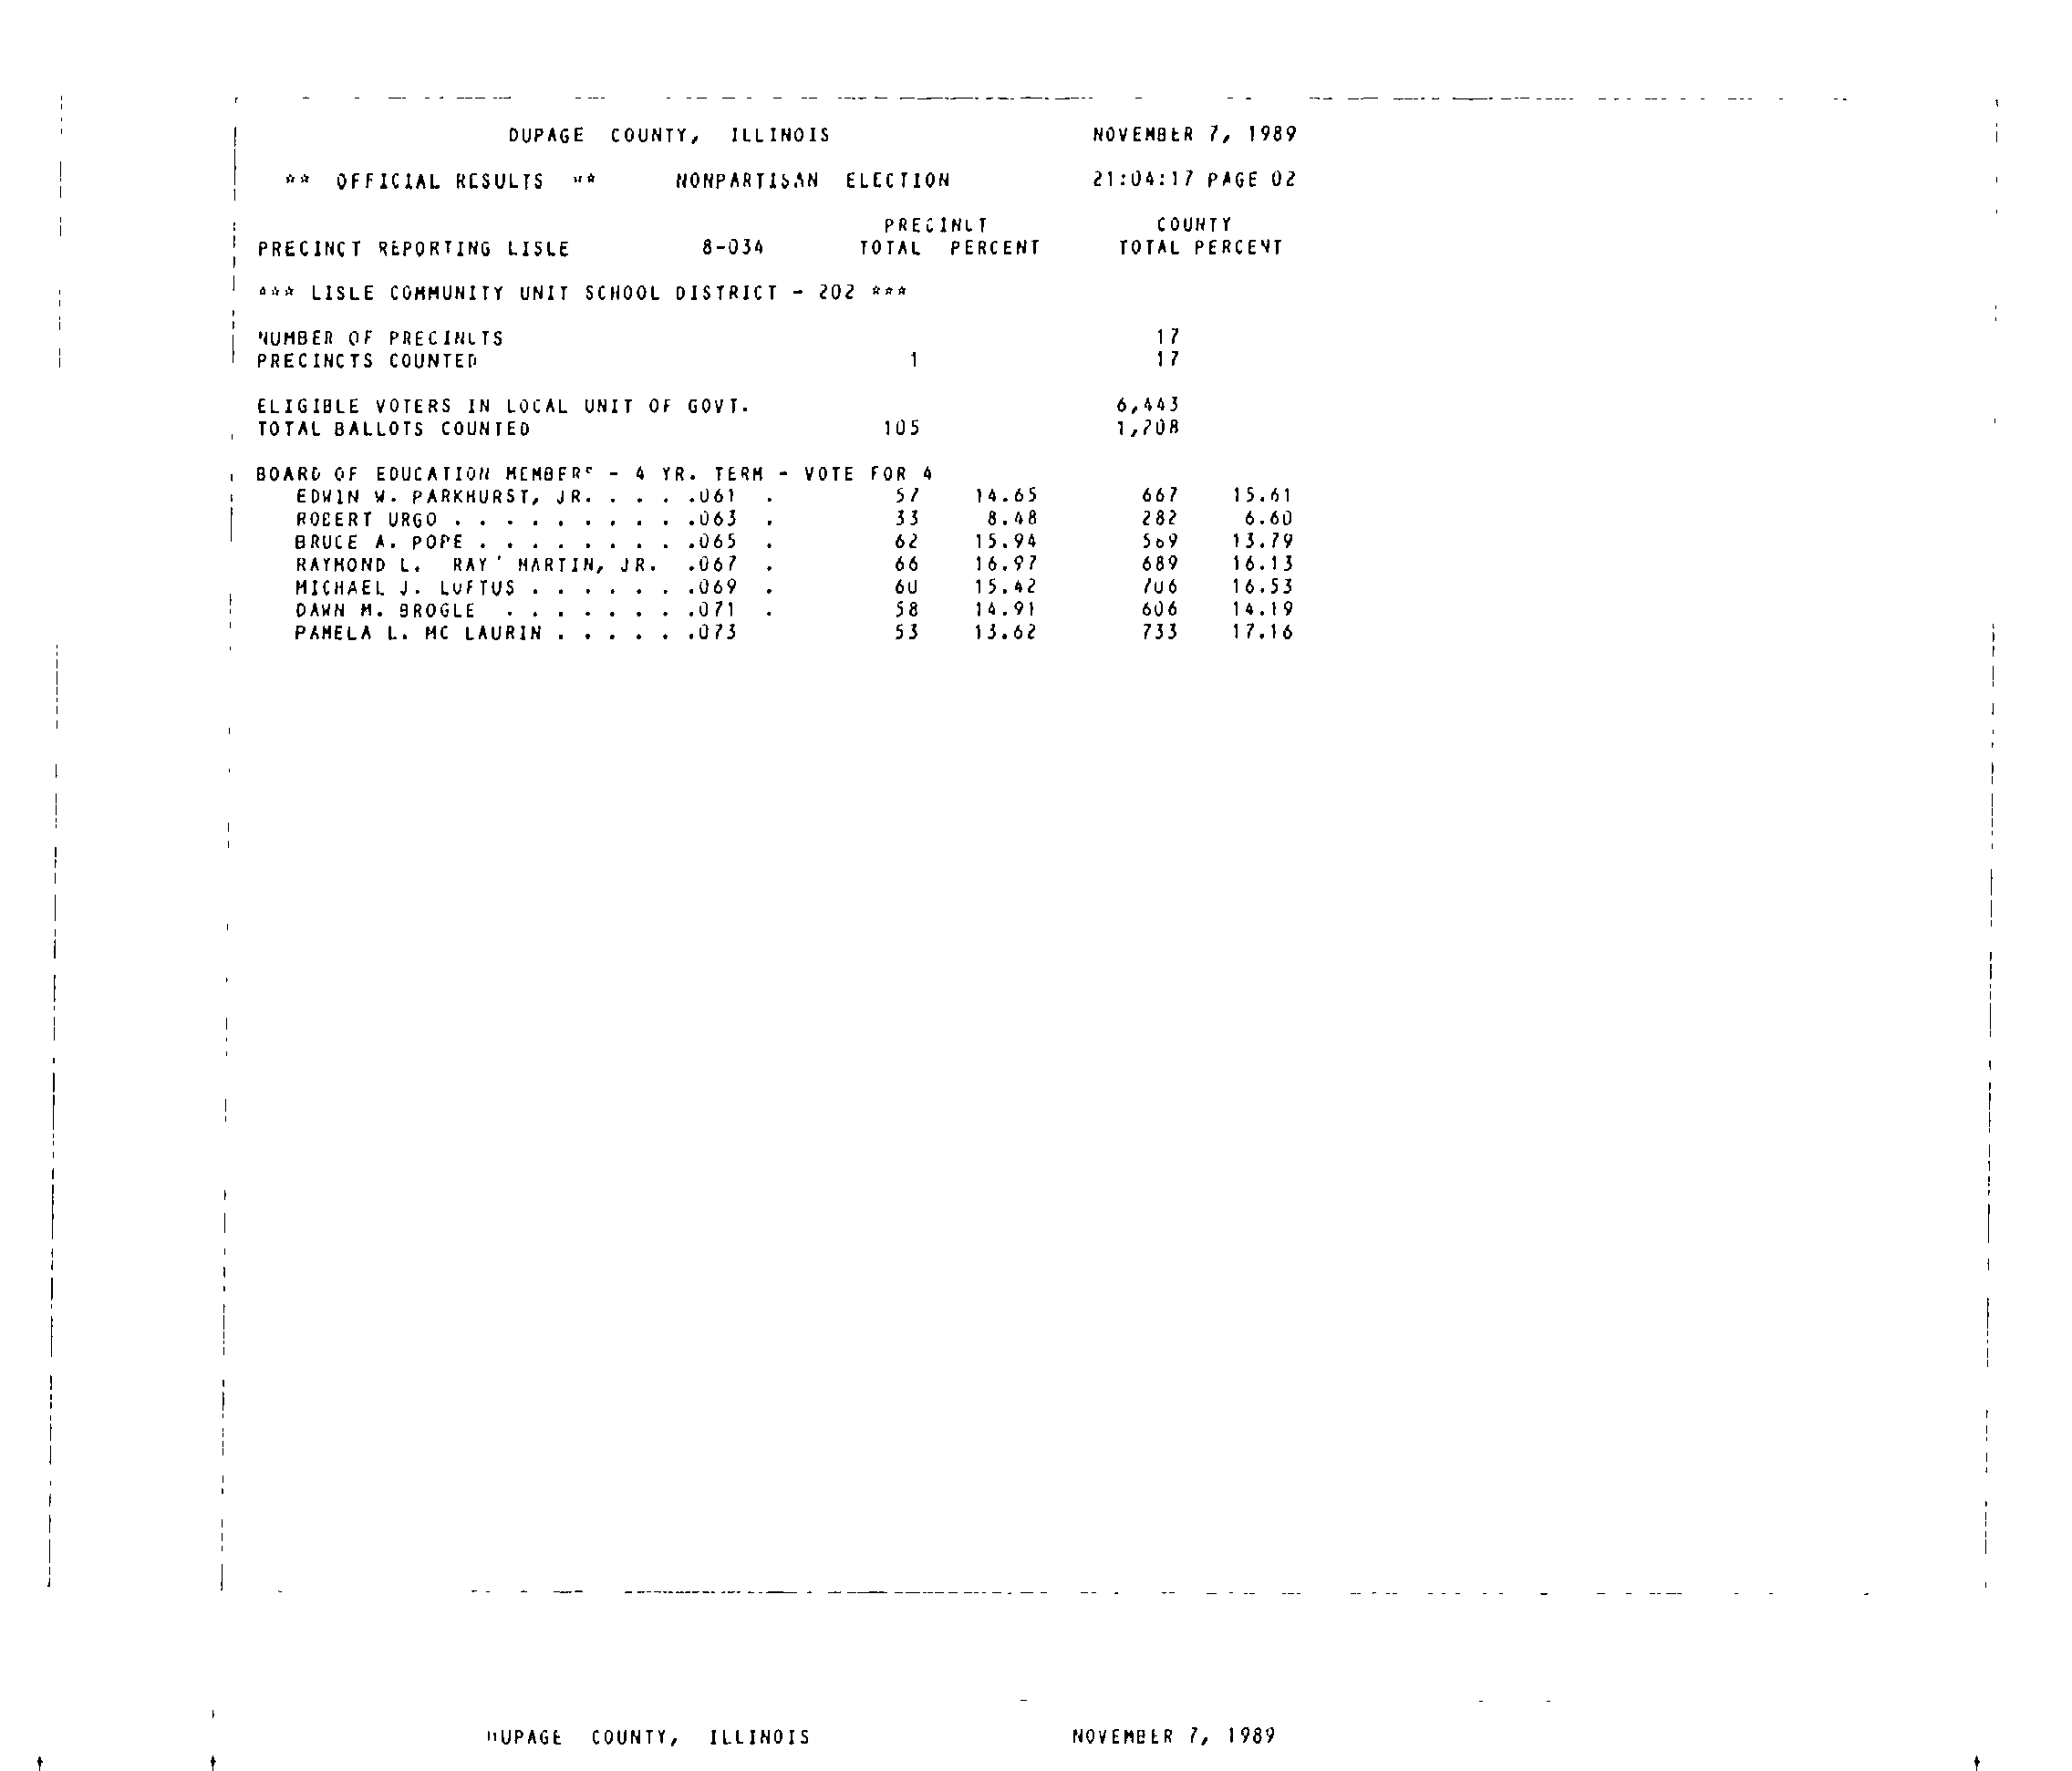 DUPAGE COUNTY, ILLINOIS NOVEMBER 7, 1989
** OFFICIAL RESULTS ** NONPARTISAN ELECTION 21:04:17 PAGE 02
PRECINCT COUNTY
PRECINCT REPORTING LISLE 8-034 TOTAL PERCENT TOTAL PERCENT
*** LISLE COMMUNITY UNIT SCHOOL DISTRICT - 202 ***
NUMBER OF PRECINCTS 17
PRECINCTS COUNTED 1 17
ELIGIBLE VOTERS IN LOCAL UNIT OF GOVT. 6,443
TOTAL BALLOTS COUNTED 105 1,208
BOARD OF EDUCATION MEMBERS - 4 YR. TERM - VOTE FOR 4
EDWIN W. PARKHURST, JR. . . . .061 . 57 14.65 667 15.61
ROBERT URGO . . . . . . . . . .063 . 33 8.48 282 6.60
BRUCE A. POPE . . . . . . . . .065 . 62 15.94 589 13.79
RAYMOND L. RAY' MARTIN, JR. .067 . 66 16.97 689 16.13
MICHAEL J. LOFTUS . . . . . . .069 . 60 15.42 706 16.53
DAWN M. BROGLE . . . . . . . .071 . 58 14.91 606 14.19
PAMELA L. MC LAURIN . . . . . .073 53 13.62 733 17.16
DUPAGE COUNTY, ILLINOIS NOVEMBER 7, 1989